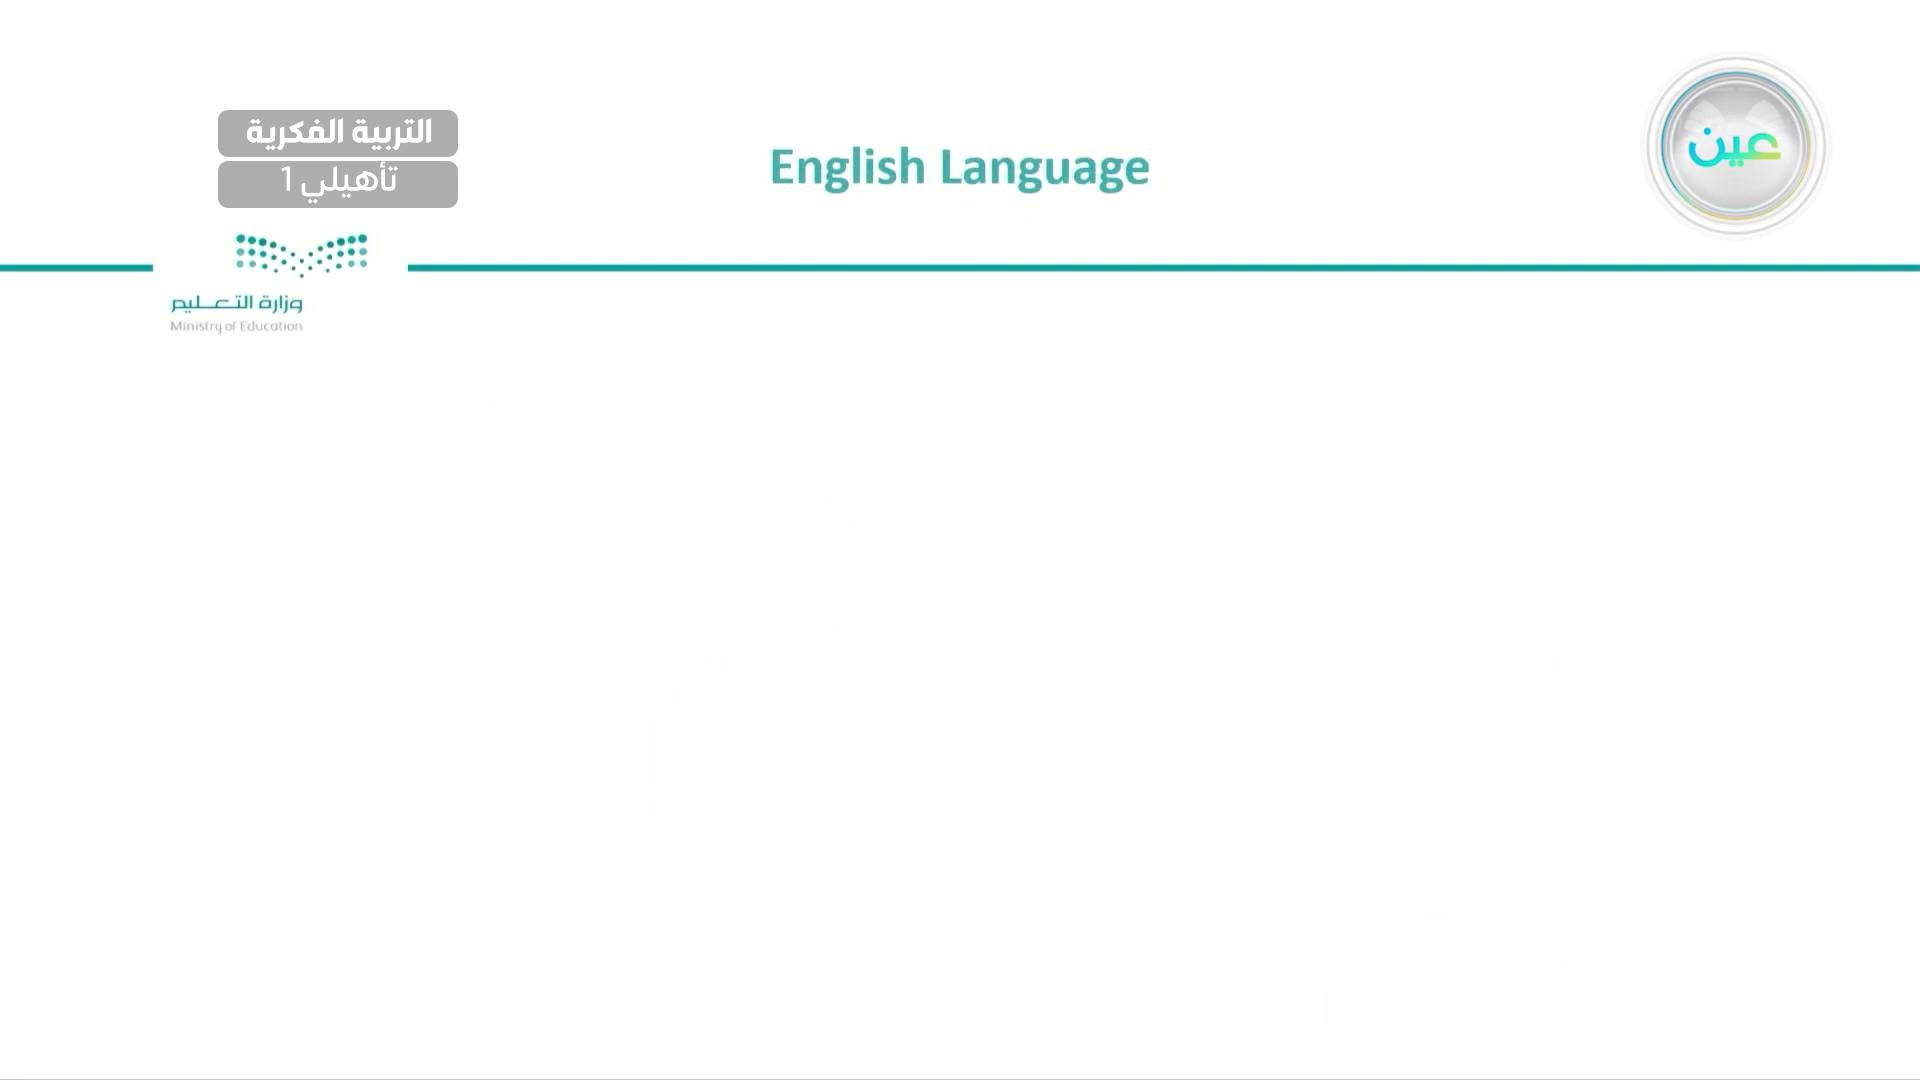 التربية الفكرية
تأهيلي 1
English Language
عين
وزارة التعليم
Ministry of Education